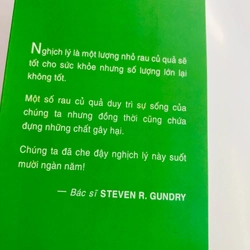 Nghịch lý là một lượng nhỏ rau củ quả sẽ
tốt cho sức khỏe nhưng số lượng lớn lại
không tốt.
Một số rau củ quả duy trì sự sống của
chúng ta nhưng đồng thời cũng chứa
đựng những chất gây hại.
Chúng ta đã che đậy nghịch lý này suốt
mười ngàn năm!
— Bác sĩ STEVEN R. GUNDRY